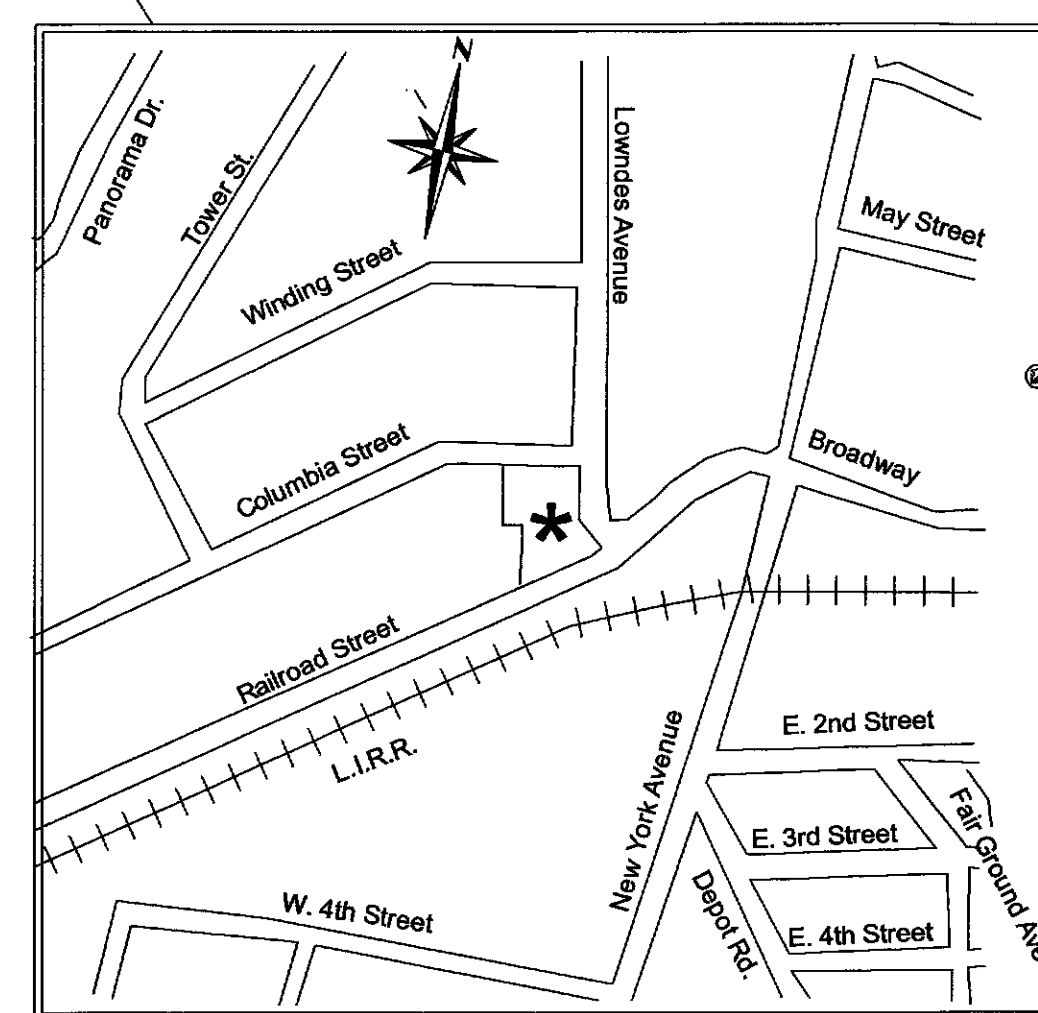 N
Panorama Dr.
Tower St.
Lowndes Avenue
May Street
Winding Street
Columbia Street
Broadway
*
Railroad Street
L.I.R.R.
New York Avenue
E. 2nd Street
E. 3rd Street
Fair Ground Ave
Depot Rd.
W. 4th Street
E. 4th Street